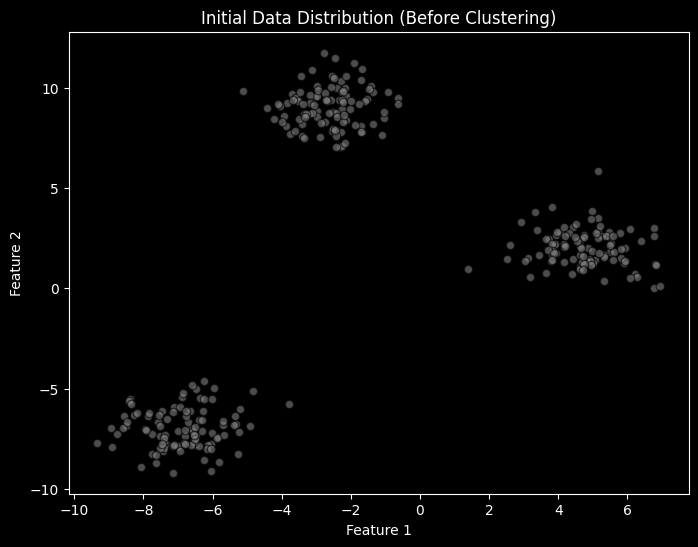 Initial Data Distribution (Before Clustering)
10
5
0
−5
−10
Feature 2
−10 −8 −6 −4 −2 0 2 4 6
Feature 1